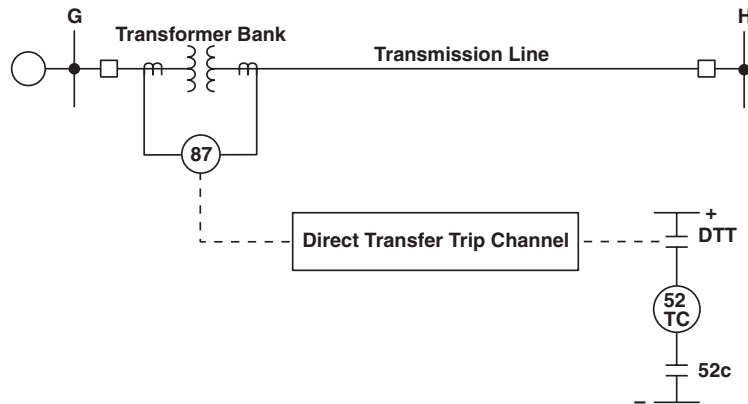 G
H
Transformer Bank
Transmission Line
87
Direct Transfer Trip Channel
+
DTT
52
TC
52c
–